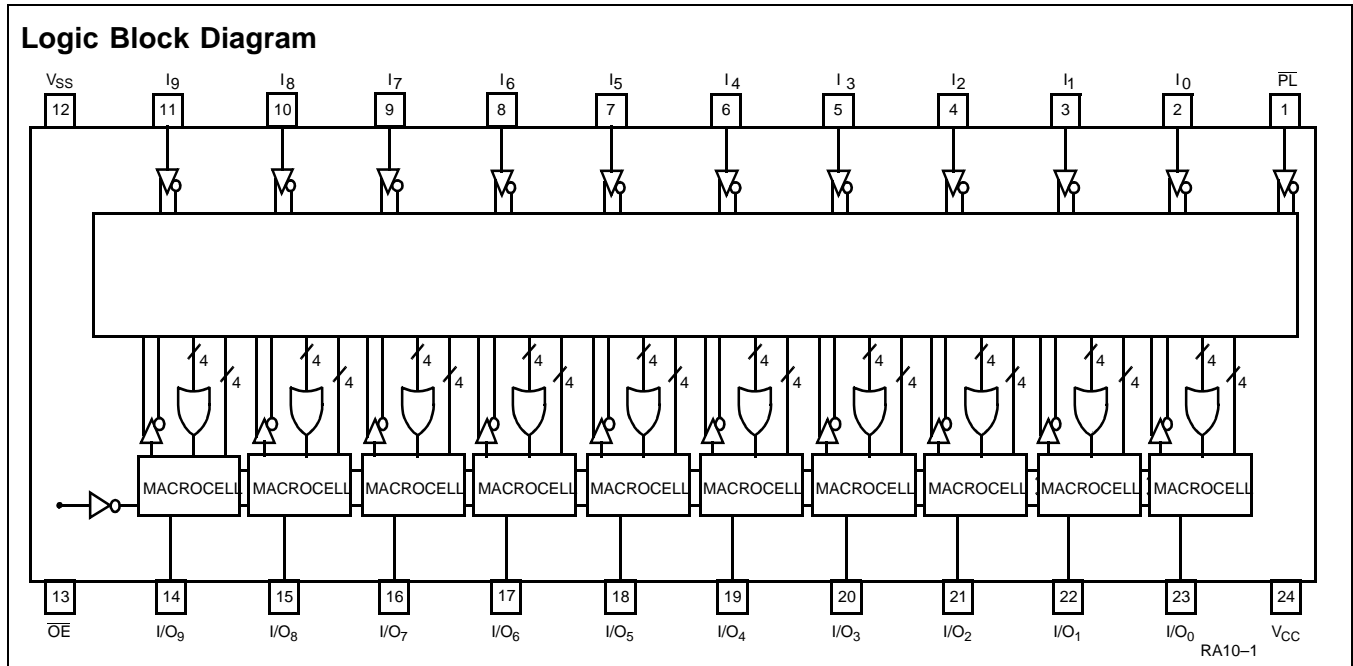 Logic Block Diagram
VSS I9 I8 I7 I6 I5 I4 I3 I2 I1 I0 PL
12 11 10 9 8 7 6 5 4 3 2 1
4 4 4 4 4 4 4 4 4 4
4 4 4 4 4 4 4 4 4 4
MACROCELL MACROCELL MACROCELL MACROCELL MACROCELL MACROCELL MACROCELL MACROCELL MACROCELL MACROCELL
13 14 15 16 17 18 19 20 21 22 23 24
OE I/O9 I/O8 I/O7 I/O6 I/O5 I/O4 I/O3 I/O2 I/O1 I/O0 VCC
RA10–1